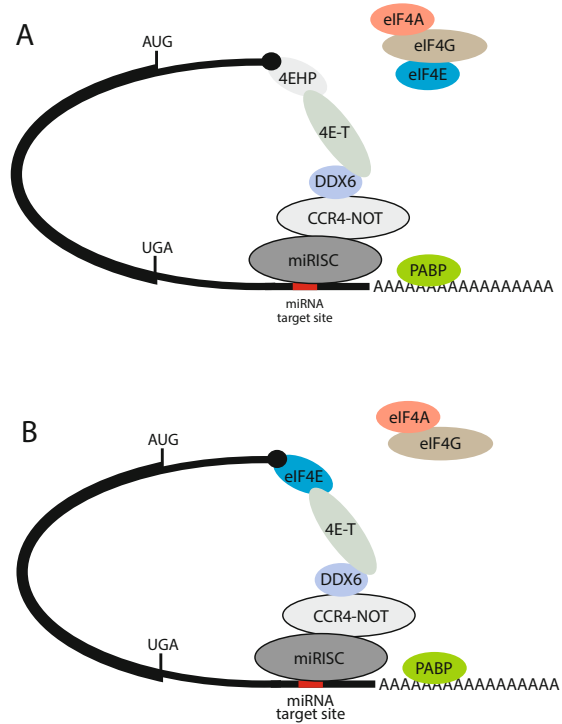 A
AUG
eIF4A
eIF4G
eIF4E
4EHP
4E-T
DDX6
CCR4-NOT
UGA
miRISC
PABP
AAAAAAAAAAAAAAAAA
miRNA
target site
B
AUG
eIF4A
eIF4G
eIF4E
4E-T
DDX6
CCR4-NOT
UGA
miRISC
PABP
AAAAAAAAAAAAAAAAA
miRNA
target site